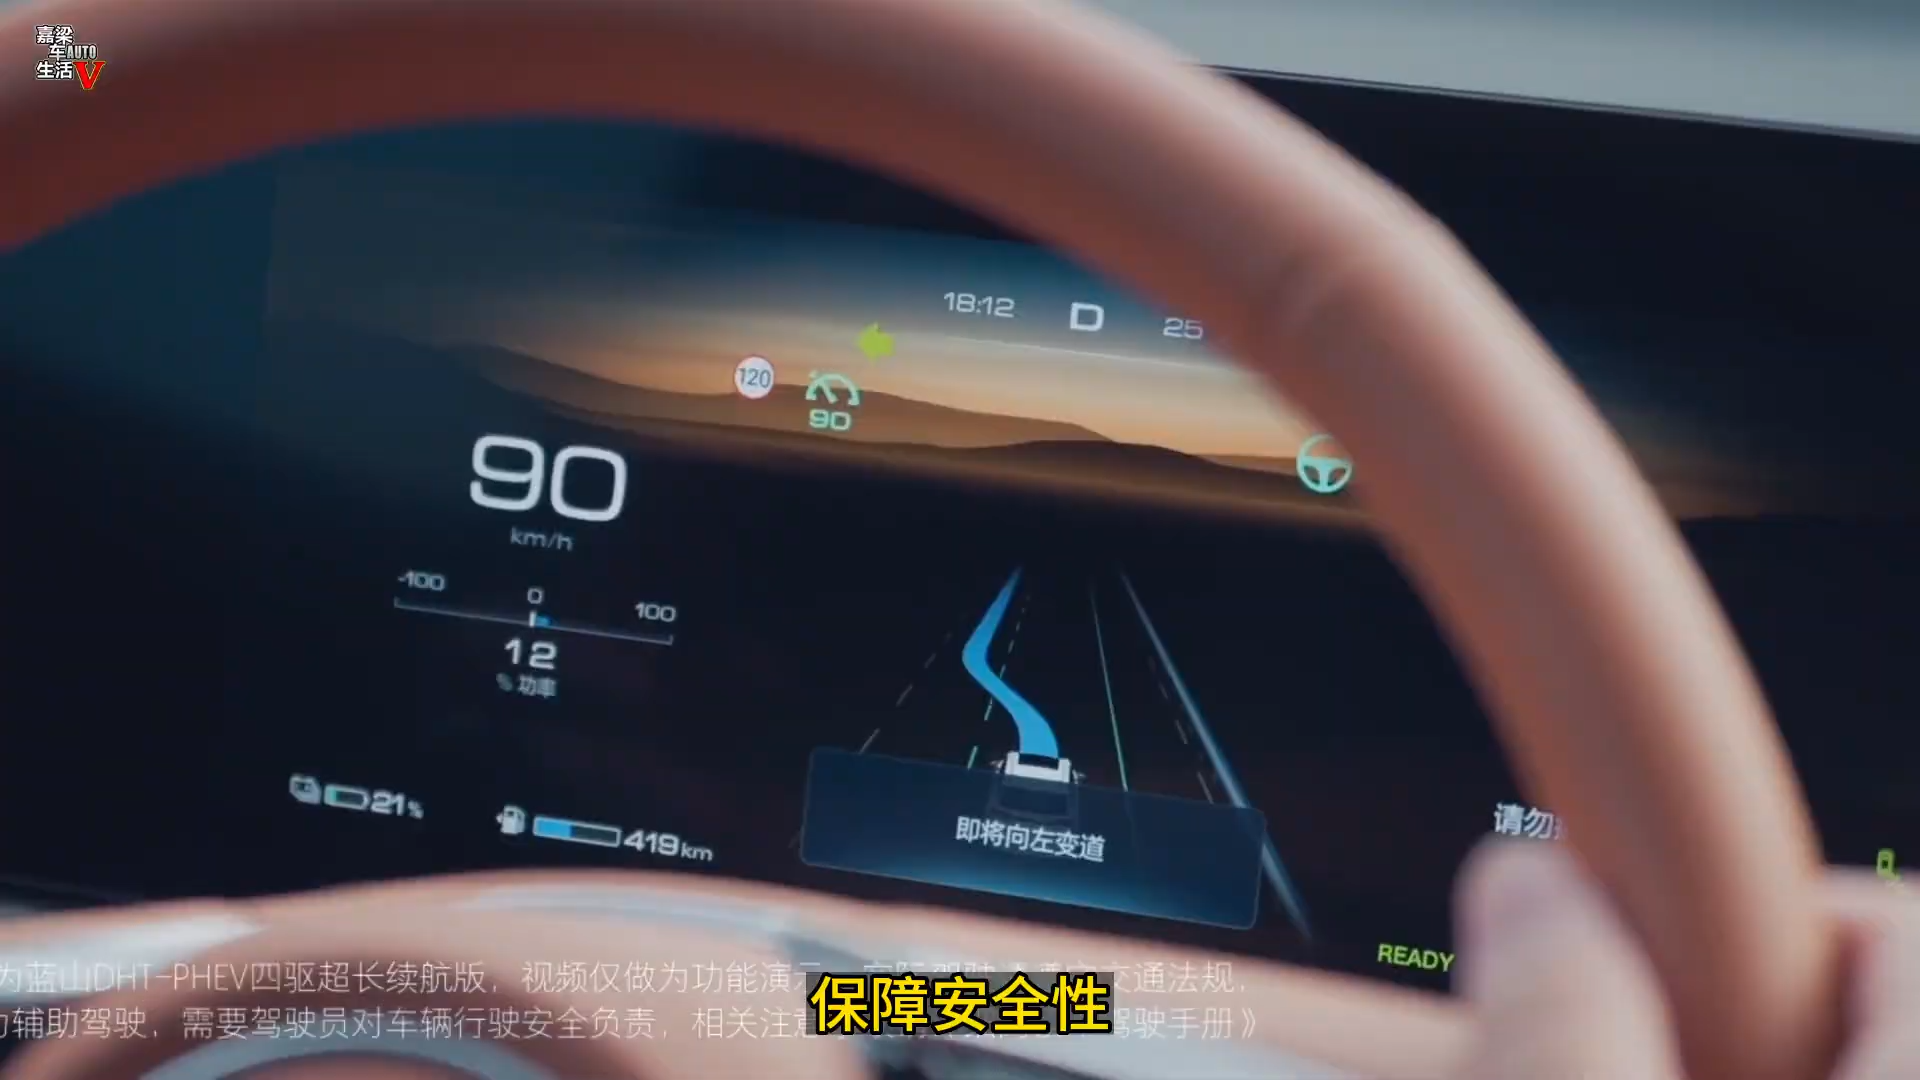 嘉梁
车AUTO
生活V
18:12 D 25
120
90
90
km/h
-100 0 100
12
% 功率
21%
419km
即将向左变道
请勿
READY
为蓝山DHT-PHEV四驱超长续航版，视频仅做为功能演 交通法规，
辅助驾驶，需要驾驶员对车辆行驶安全负责，相关注意 驾驶手册》
保障安全性